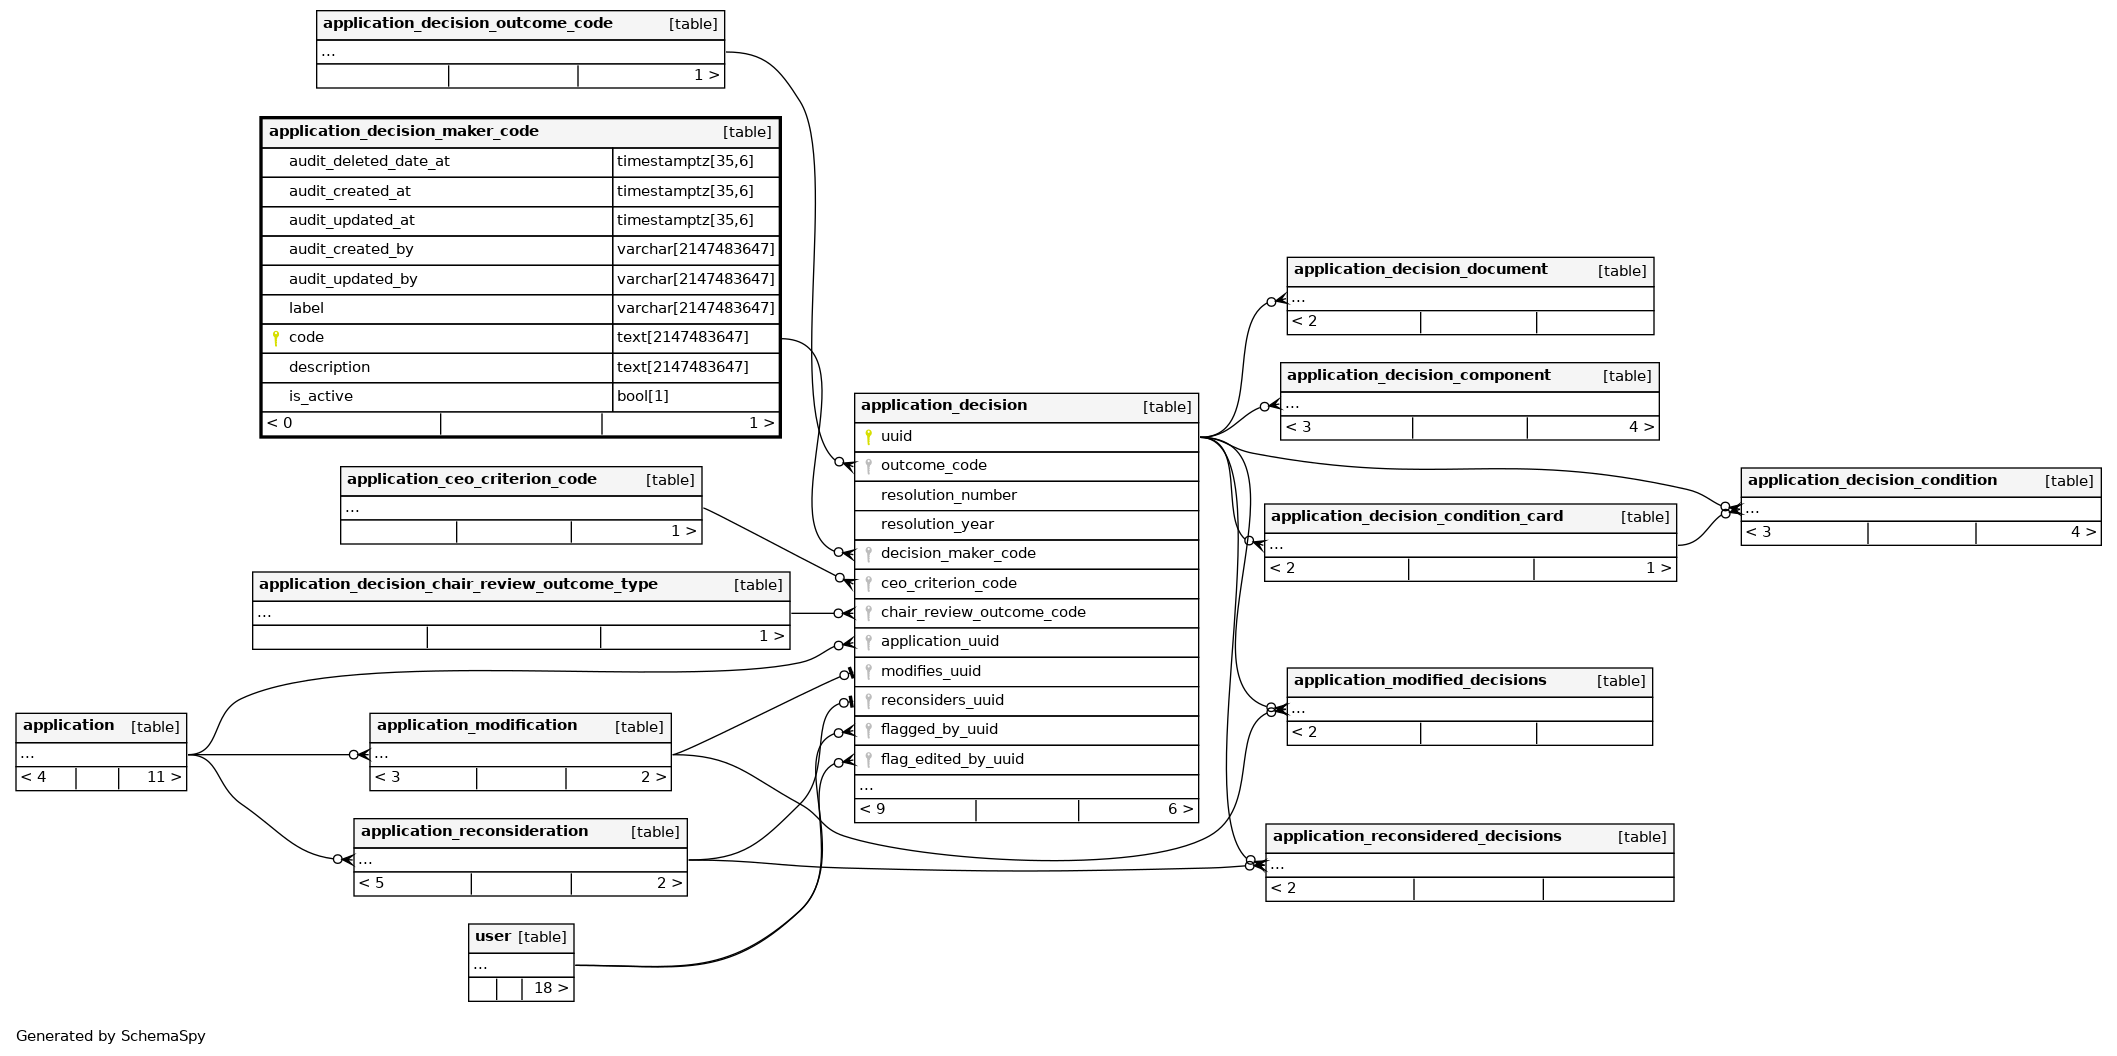 application_decision_outcome_code [table]
...
1 >
application_decision_maker_code [table]
audit_deleted_date_at timestamptz[35,6]
audit_created_at timestamptz[35,6]
audit_updated_at timestamptz[35,6]
audit_created_by varchar[2147483647]
audit_updated_by varchar[2147483647]
label varchar[2147483647]
code text[2147483647]
description text[2147483647]
is_active bool[1]
< 0 1 >
application_ceo_criterion_code [table]
...
1 >
application_decision_chair_review_outcome_type [table]
...
1 >
application [table]
...
< 4 11 >
application_modification [table]
...
< 3 2 >
application_reconsideration [table]
...
< 5 2 >
user [table]
...
18 >
application_decision [table]
uuid
outcome_code
resolution_number
resolution_year
decision_maker_code
ceo_criterion_code
chair_review_outcome_code
application_uuid
modifies_uuid
reconsiders_uuid
flagged_by_uuid
flag_edited_by_uuid
...
< 9 6 >
application_decision_document [table]
...
< 2
application_decision_component [table]
...
< 3 4 >
application_decision_condition_card [table]
...
< 2 1 >
application_decision_condition [table]
...
< 3 4 >
application_modified_decisions [table]
...
< 2
application_reconsidered_decisions [table]
...
< 2
Generated by SchemaSpy